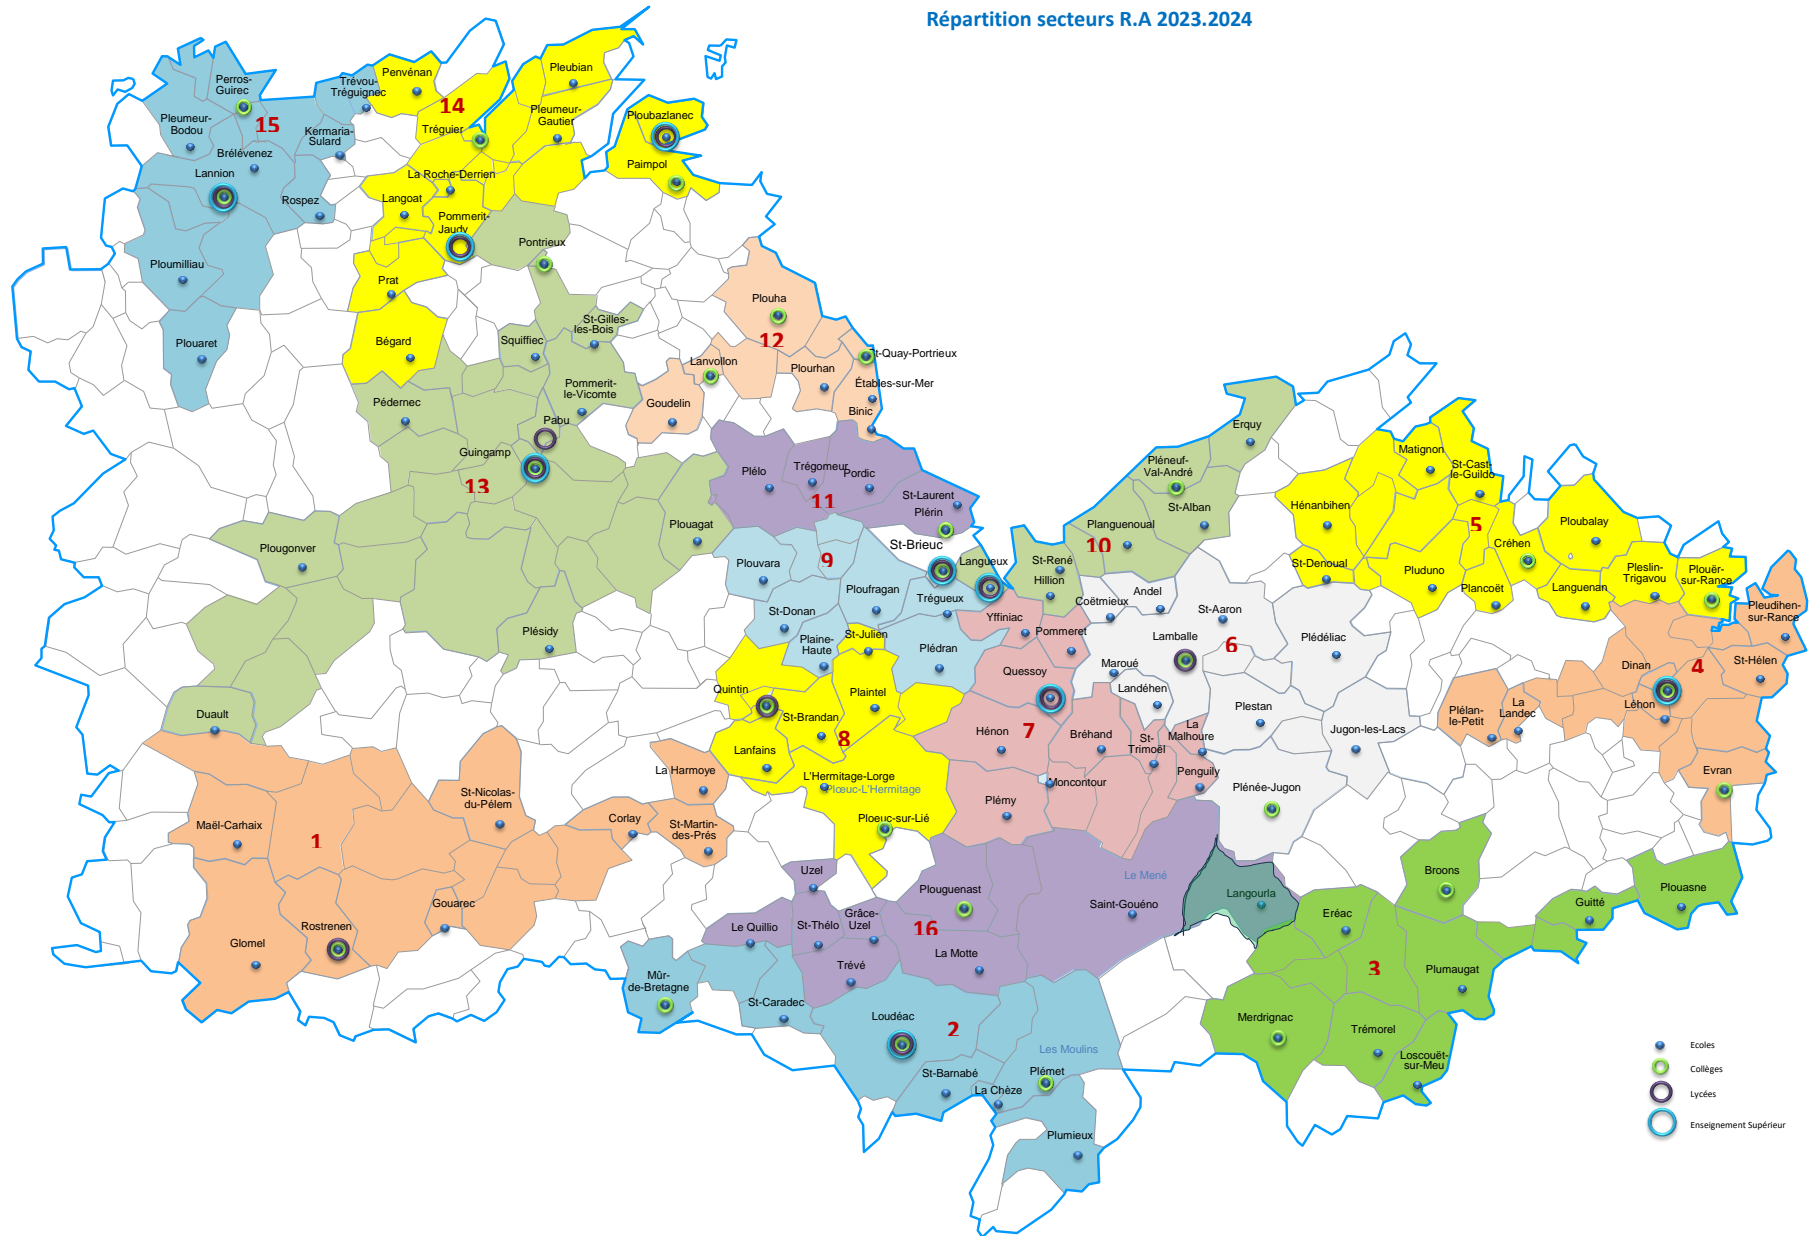 Répartition secteurs R.A 2023.2024
Perros-
Guirec
Trévou-
Tréguignec
Penvénan
Pleubian
15
14
Pleumeur-
Bodou
Kermaria-
Sulard
Tréguier
Pleumeur-
Gautier
Ploubazlanec
Brélévenez
Lannion
Rospez
La Roche-Derrien
Langoat
Paimpol
Pommerit-
Jaudy
Pontrieux
Ploumilliau
Prat
Plouha
St-Gilles-
les-Bois
Plouaret
Bégard
Squiffiec
12
Lanvollon
Plourhan
St-Quay-Portrieux
Étables-sur-Mer
Binic
Pédernec
Pommerit-
le-Vicomte
Goudelin
Pabu
Guingamp
13
Plélo
Trégomeur
Pordic
11
St-Laurent
Plérin
Erquy
Pléneuf-
Val-André
Matignon
St-Cast-
le-Guildo
Hénanbihen
St-Alban
Planguenoual
10
5
Ploubalay
Plouagat
Plougonver
9
St-Brieuc
Langueux
St-René
Hillion
St-Denoual
Créhen
Pluduno
Plancoët
Languenan
Pleslin-
Trigavou
Plouër-
sur-Rance
Pleudihen-
sur-Rance
Plouvara
Ploufragan
Trégueux
St-Donan
Plaine-
Haute
St-Julien
Plédran
Yffiniac
Pommeret
Coëtmieux
Andel
St-Aaron
Lamballe
6
Plédéliac
Plésidy
Dinan
4
St-Hélen
Léhon
Quintin
Plaintel
St-Brandan
8
Lanfains
Quessoy
Maroué
Landéhen
Plestan
Jugon-les-Lacs
Plélan-
le-Petit
La
Landec
Duault
Hénon
7
Bréhand
St-
Trimoël
La
Malhoure
Penguily
Plénée-Jugon
Evran
La Harmoye
L'Hermitage-Lorge
Plœuc-L'Hermitage
Ploeuc-sur-Lié
Moncontour
Plémy
St-Nicolas-
du-Pélem
Maël-Carhaix
1
Corlay
St-Martin-
des-Prés
Uzel
Plouguenast
Le Mené
Saint-Gouéno
Langourla
Broons
Plouasne
Guitté
Gouarec
Rostrenen
Glomel
Le Quillio
St-Thélo
Grâce-
Uzel
16
Trévé
La Motte
Eréac
3
Plumaugat
Mûr-
de-Bretagne
St-Caradec
Loudéac
2
Les Moulins
Merdrignac
Trémorel
Loscouët-
sur-Meu
St-Barnabé
La Chèze
Plémet
Plumieux
Ecoles
Collèges
Lycées
Enseignement Supérieur